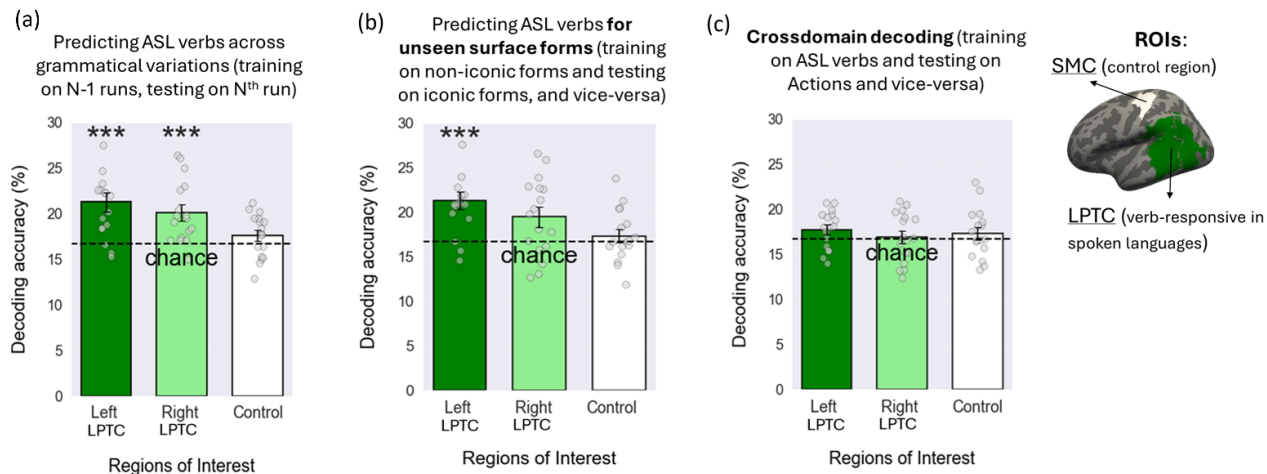 (a)
Predicting ASL verbs across
grammatical variations (training
on N-1 runs, testing on Nth run)
30
25
20
15
10
5
0
Decoding accuracy (%)
***
***
chance
Left
LPTC
Right
LPTC
Control
Regions of Interest
(b)
Predicting ASL verbs for
unseen surface forms (training
on non-iconic forms and testing
on iconic forms, and vice-versa)
30
25
20
15
10
5
0
Decoding accuracy (%)
***
chance
Left
LPTC
Right
LPTC
Control
Regions of Interest
(c)
Crossdomain decoding (training
on ASL verbs and testing on
Actions and vice-versa)
30
25
20
15
10
5
0
Decoding accuracy (%)
chance
Left
LPTC
Right
LPTC
Control
Regions of Interest
ROIs:
SMC (control region)
LPTC (verb-responsive in
spoken languages)